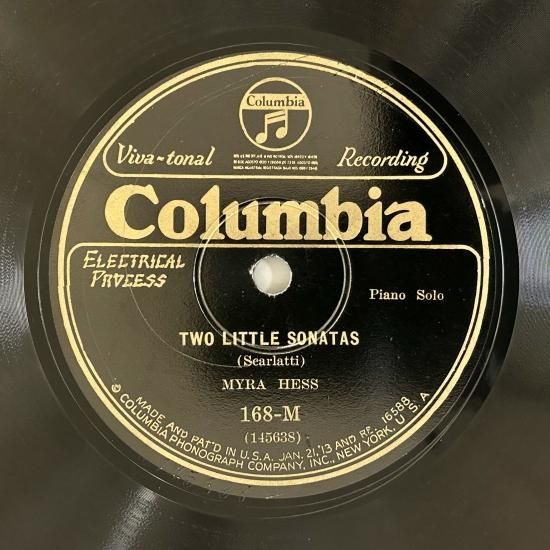 Columbia
Viva-tonal Recording
Columbia
ELECTRICAL
PROCESS
Piano Solo
TWO LITTLE SONATAS
(Scarlatti)
MYRA HESS
168-M
(145638)
MADE AND PAT'D IN U.S.A. JAN. 21, '13 AND RE. 16588
© COLUMBIA PHONOGRAPH COMPANY, INC., NEW YORK, U.S.A.